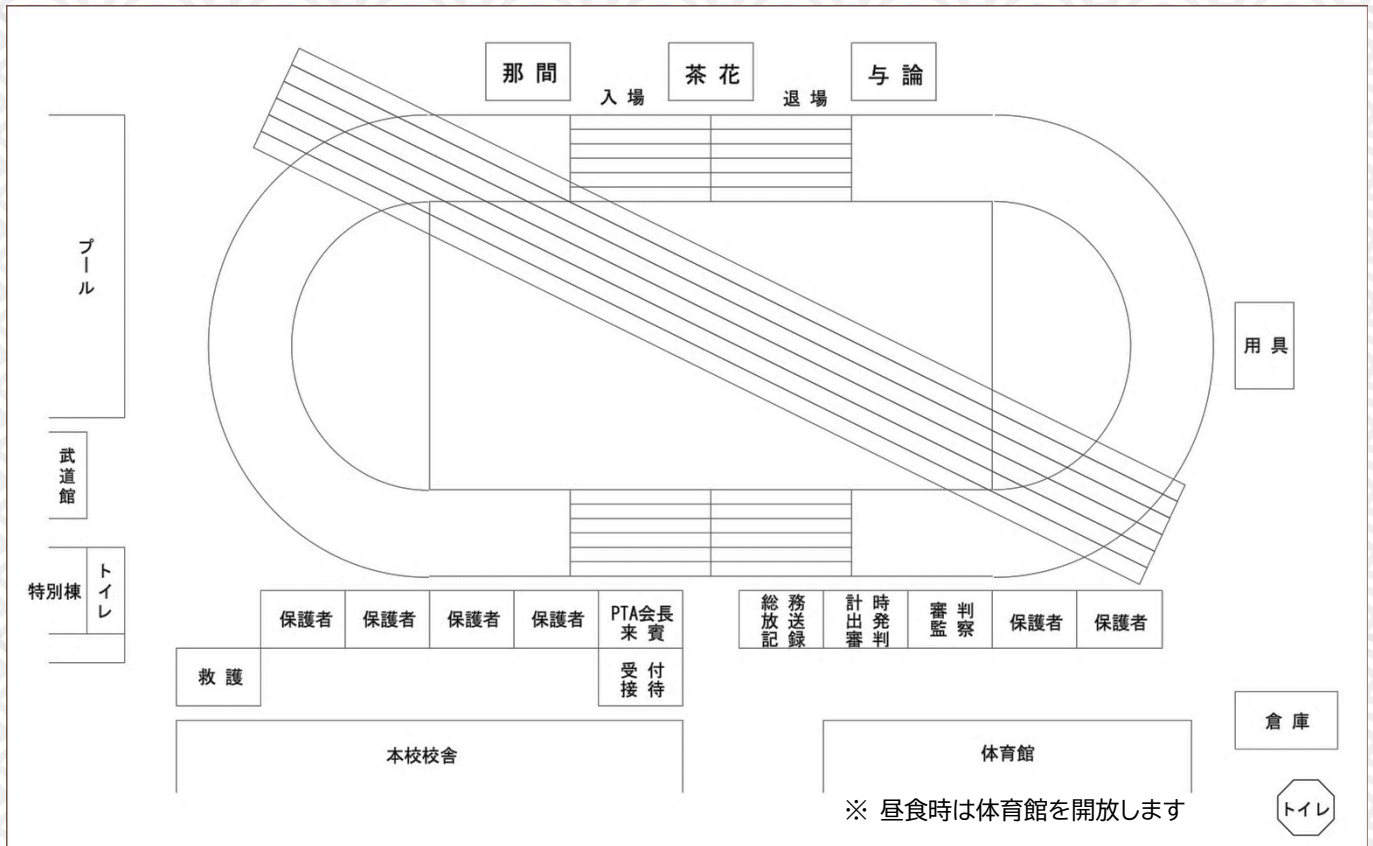 那間
茶花
与論
入場
退場
プール
用具
武道館
特別棟
トイレ
保護者
保護者
保護者
保護者
PTA会長
来賓
総務
放送
記録
計時
出発
審判
審判
監察
保護者
保護者
救護
受付
接待
倉庫
本校校舎
体育館
※ 昼食時は体育館を開放します
トイレ